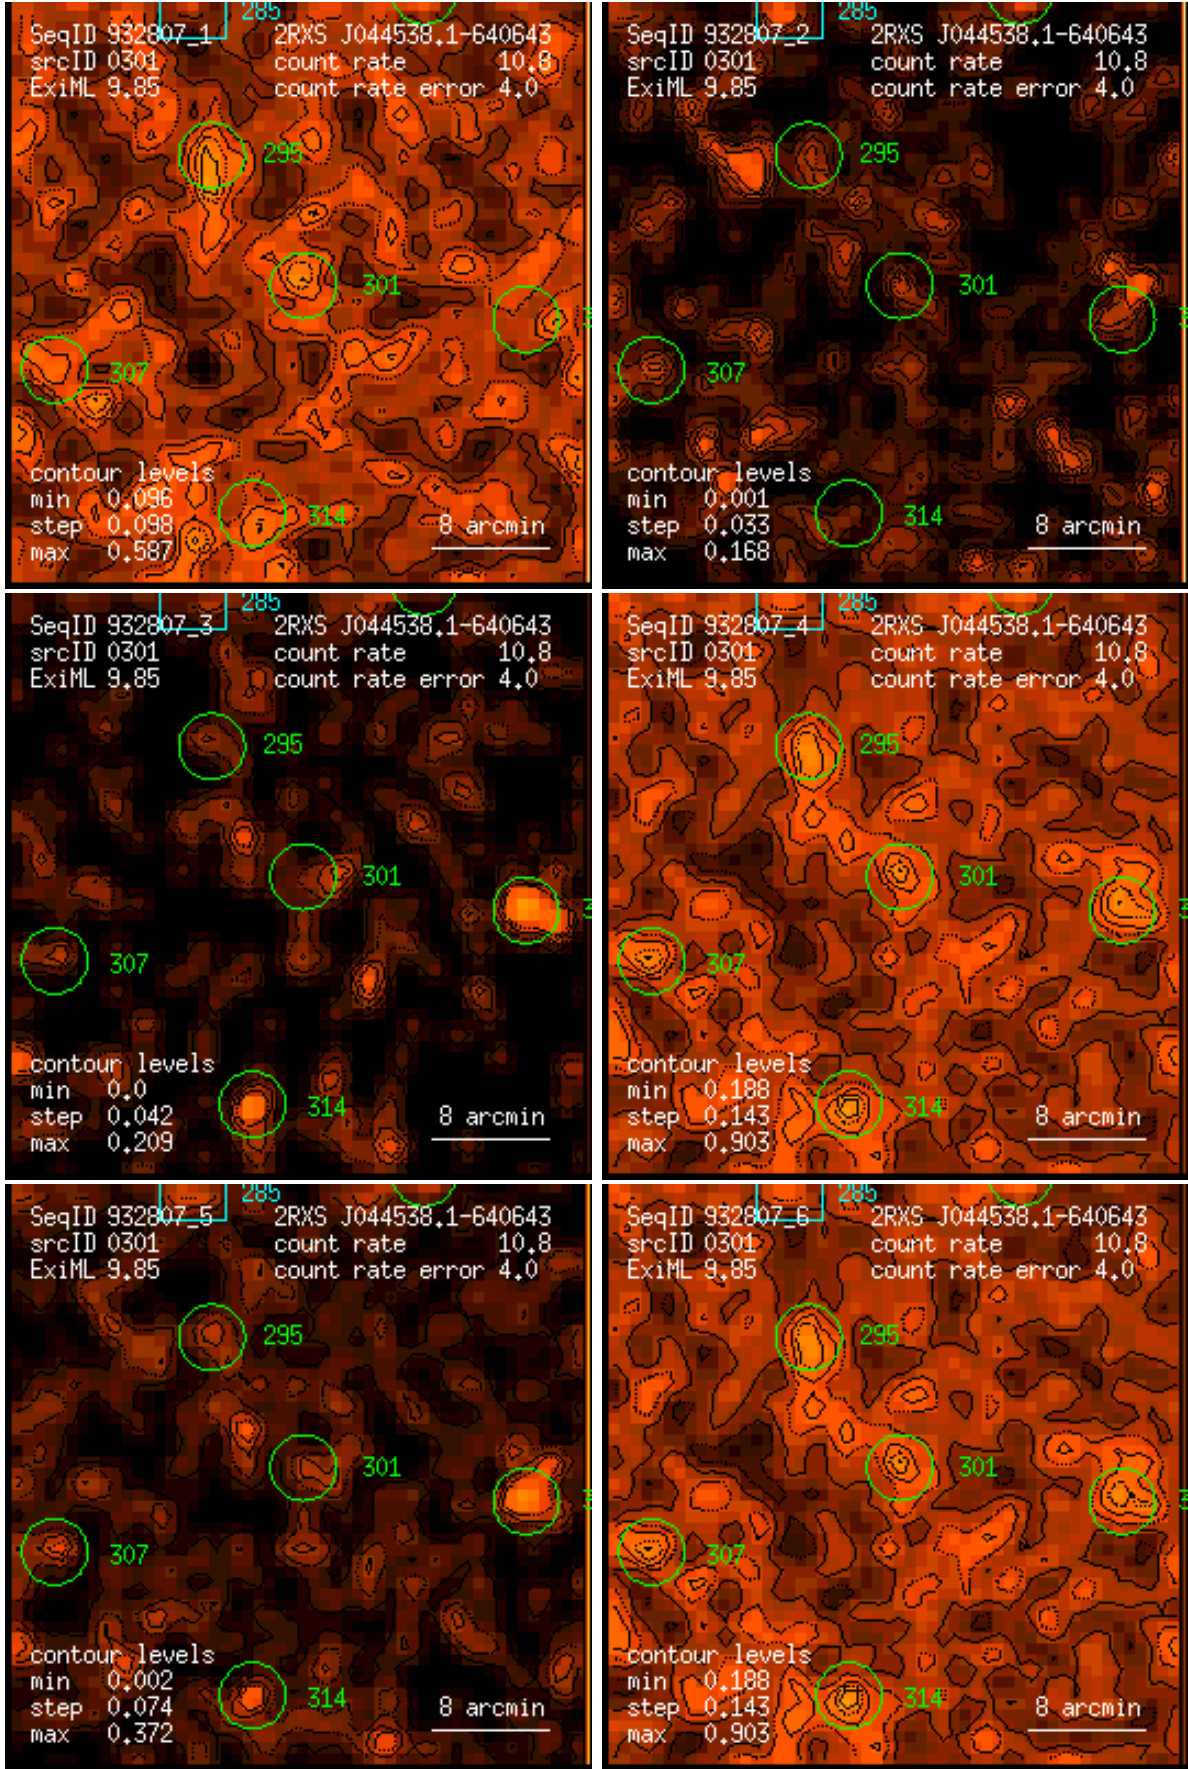 285
SeqID 932807_1 2RXS J044538.1-640643
srcID 0301 count rate 10.8
ExiML 9.85 count rate error 4.0
295
301
307
contour levels
min 0.096
step 0.098 314 8 arcmin
max 0.587
285
SeqID 932807_2 2RXS J044538.1-640643
srcID 0301 count rate 10.8
ExiML 9.85 count rate error 4.0
295
301
307
contour levels
min 0.001
step 0.033 314 8 arcmin
max 0.168
285
SeqID 932807_3 2RXS J044538.1-640643
srcID 0301 count rate 10.8
ExiML 9.85 count rate error 4.0
295
301
307
contour levels
min 0.0
step 0.042 314 8 arcmin
max 0.209
285
SeqID 932807_4 2RXS J044538.1-640643
srcID 0301 count rate 10.8
ExiML 9.85 count rate error 4.0
295
301
307
contour levels
min 0.188
step 0.143 314 8 arcmin
max 0.903
285
SeqID 932807_5 2RXS J044538.1-640643
srcID 0301 count rate 10.8
ExiML 9.85 count rate error 4.0
295
301
307
contour levels
min 0.002
step 0.074 314 8 arcmin
max 0.372
285
SeqID 932807_6 2RXS J044538.1-640643
srcID 0301 count rate 10.8
ExiML 9.85 count rate error 4.0
295
301
307
contour levels
min 0.188
step 0.143 314 8 arcmin
max 0.903